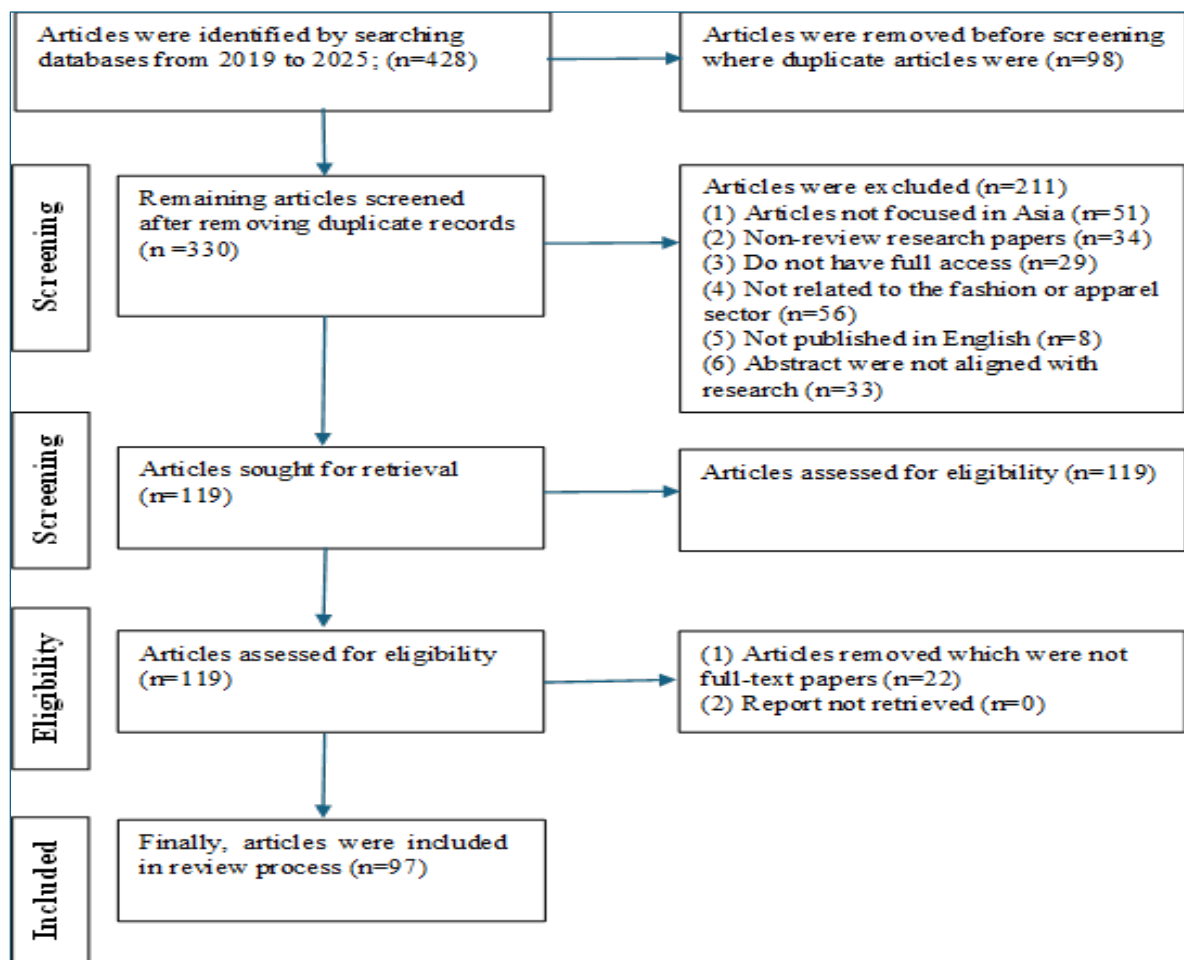 Articles were identified by searching
databases from 2019 to 2025; (n=428)
Articles were removed before screening
where duplicate articles were (n=98)
Screening
Remaining articles screened
after removing duplicate records
(n =330)
Articles were excluded (n=211)
(1) Articles not focused in Asia (n=51)
(2) Non-review research papers (n=34)
(3) Do not have full access (n=29)
(4) Not related to the fashion or apparel
sector (n=56)
(5) Not published in English (n=8)
(6) Abstract were not aligned with
research (n=33)
Screening
Articles sought for retrieval
(n=119)
Articles assessed for eligibility (n=119)
Eligibility
Articles assessed for eligibility
(n=119)
(1) Articles removed which were not
full-text papers (n=22)
(2) Report not retrieved (n=0)
Included
Finally, articles were included
in review process (n=97)